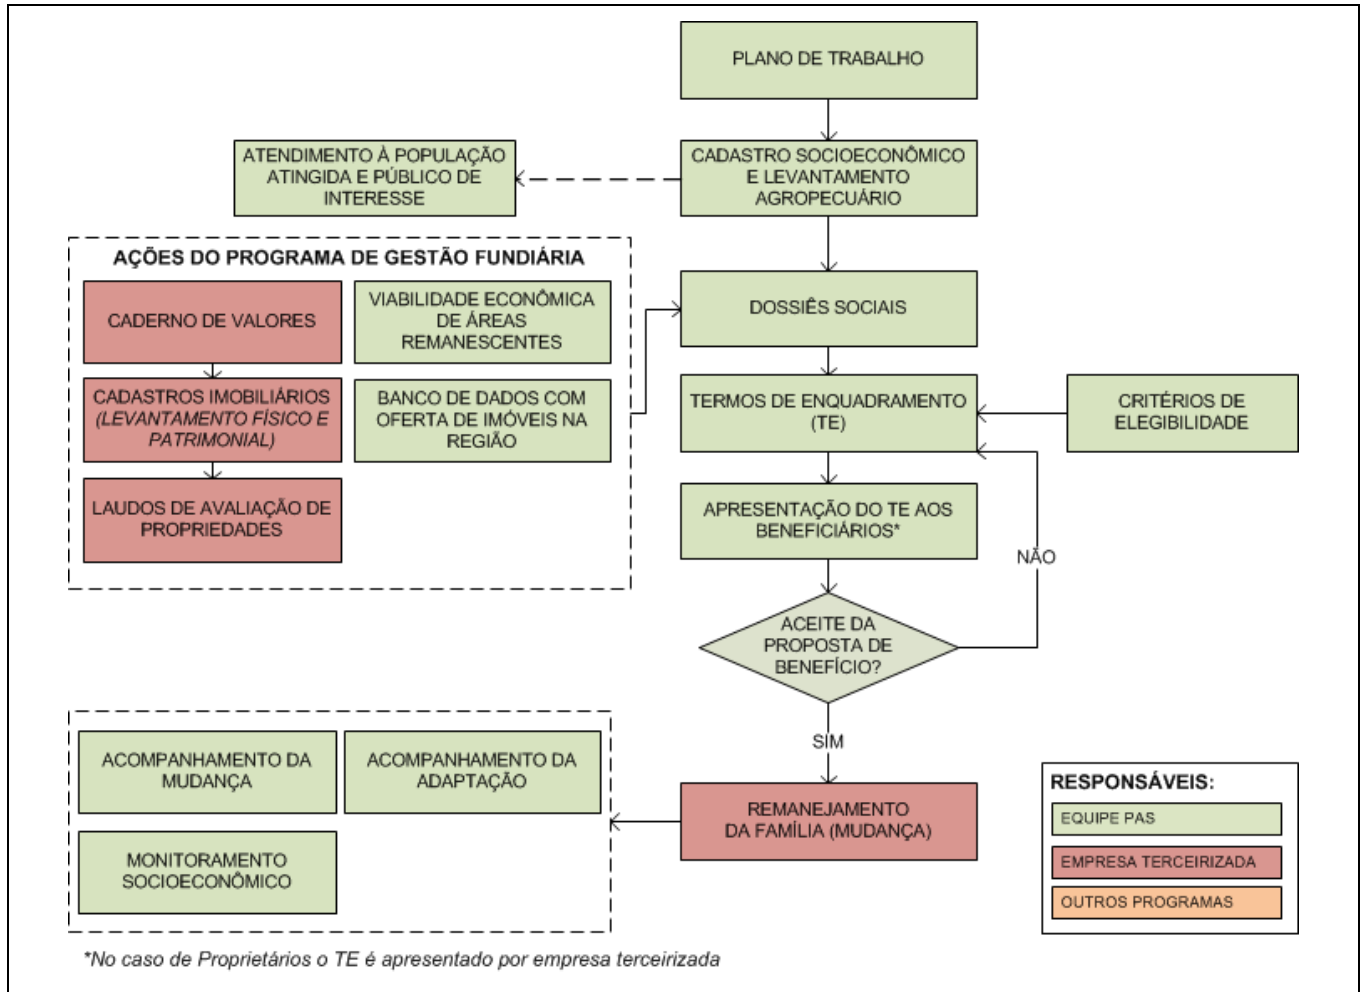 PLANO DE TRABALHO
ATENDIMENTO À POPULAÇÃO
ATINGIDA E PÚBLICO DE
INTERESSE
CADASTRO SOCIOECONÔMICO
E LEVANTAMENTO
AGROPECUÁRIO
AÇÕES DO PROGRAMA DE GESTÃO FUNDIÁRIA
CADERNO DE VALORES
VIABILIDADE ECONÔMICA
DE ÁREAS
REMANESCENTES
CADASTROS IMOBILIÁRIOS
(LEVANTAMENTO FÍSICO E
PATRIMONIAL)
BANCO DE DADOS COM
OFERTA DE IMÓVEIS NA
REGIÃO
LAUDOS DE AVALIAÇÃO DE
PROPRIEDADES
DOSSIÊS SOCIAIS
TERMOS DE ENQUADRAMENTO
(TE)
CRITÉRIOS DE
ELEGIBILIDADE
APRESENTAÇÃO DO TE AOS
BENEFICIÁRIOS*
NÃO
ACEITE DA
PROPOSTA DE
BENEFÍCIO?
SIM
REMANEJAMENTO
DA FAMÍLIA (MUDANÇA)
ACOMPANHAMENTO DA
MUDANÇA
ACOMPANHAMENTO DA
ADAPTAÇÃO
MONITORAMENTO
SOCIOECONÔMICO
RESPONSÁVEIS:
EQUIPE PAS
EMPRESA TERCEIRIZADA
OUTROS PROGRAMAS
*No caso de Proprietários o TE é apresentado por empresa terceirizada